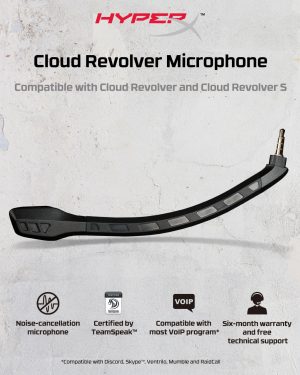 HYPERX™
Cloud Revolver Microphone
Compatible with Cloud Revolver and Cloud Revolver S
VOIP
Noise-cancellation
microphone
Certified by
TeamSpeak™
Compatible with
most VoIP program*
Six-month warranty
and free
technical support
*Compatible with Discord, Skype™, Ventrilo, Mumble and RaidCall